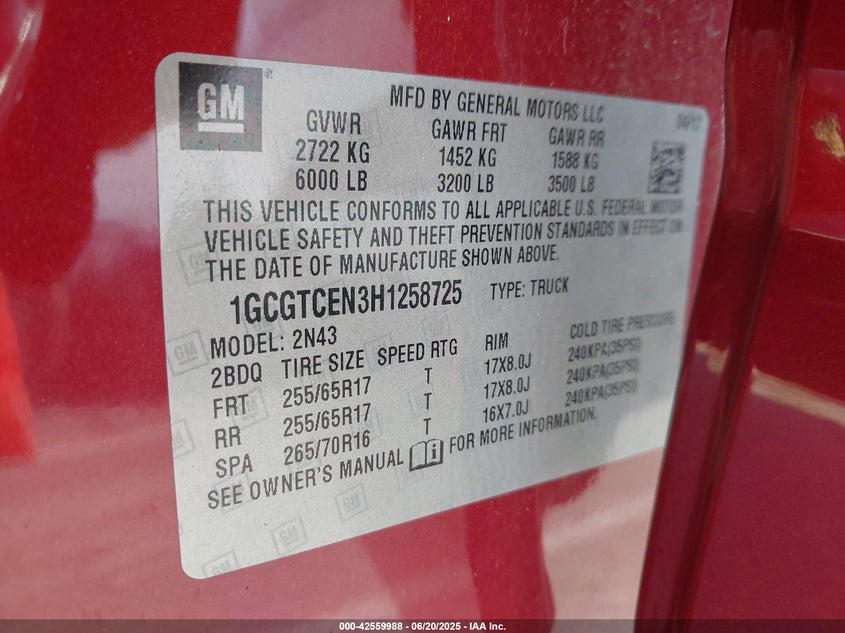 GM
MFD BY GENERAL MOTORS LLC
GVWR GAWR FRT GAWR RR
2722 KG 1452 KG 1588 KG
6000 LB 3200 LB 3500 LB
THIS VEHICLE CONFORMS TO ALL APPLICABLE U.S. FEDERAL MOTOR
VEHICLE SAFETY AND THEFT PREVENTION STANDARDS IN EFFECT ON
THE DATE OF MANUFACTURE SHOWN ABOVE.
1GCGTCEN3H1258725 TYPE: TRUCK
MODEL: 2N43
2BDQ TIRE SIZE SPEED RTG RIM COLD TIRE PRESSURE
FRT 255/65R17 T 17X8.0J 240KPA(35PSI)
RR 255/65R17 T 17X8.0J 240KPA(35PSI)
SPA 265/70R16 T 16X7.0J 240KPA(35PSI)
SEE OWNER'S MANUAL FOR MORE INFORMATION.
000-42559988 | 06/20/2025 | IAA Inc.